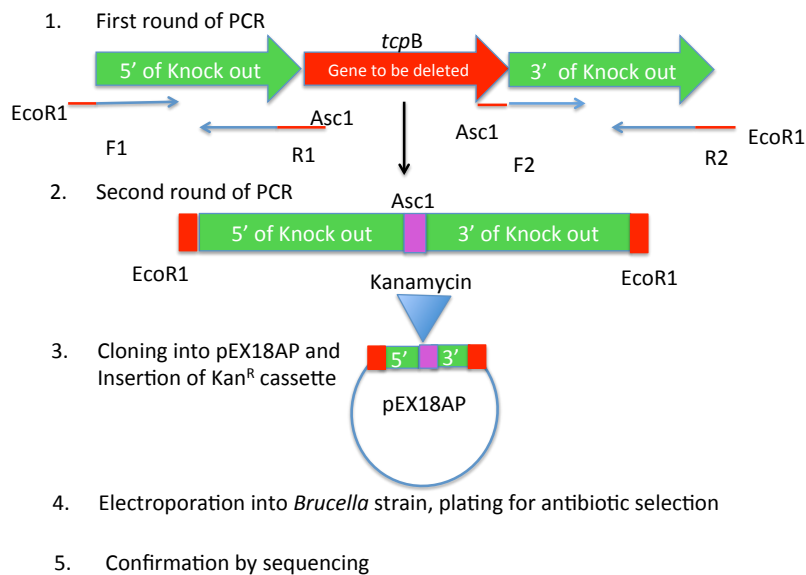 1. First round of PCR
tcpB
5’ of Knock out
Gene to be deleted
3’ of Knock out
EcoR1
Asc1
Asc1
EcoR1
F1
R1
F2
R2
2. Second round of PCR
Asc1
5’ of Knock out
3’ of Knock out
EcoR1
EcoR1
Kanamycin
3. Cloning into pEX18AP and
Insertion of KanR cassette
5’
3’
pEX18AP
4. Electroporation into Brucella strain, plating for antibiotic selection
5. Confirmation by sequencing